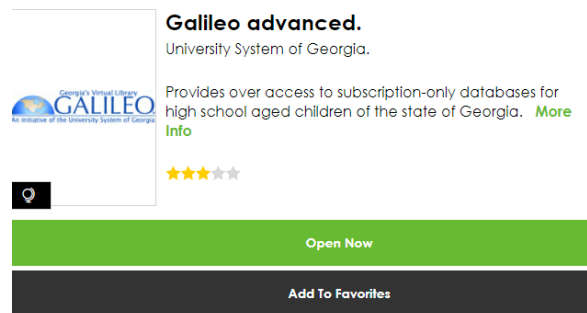 Galileo advanced.
University System of Georgia.
Provides over access to subscription-only databases for
high school aged children of the state of Georgia. More
Info
Georgia's Virtual Library
GALILEO
An Initiative of the University System of Georgia
Open Now
Add To Favorites